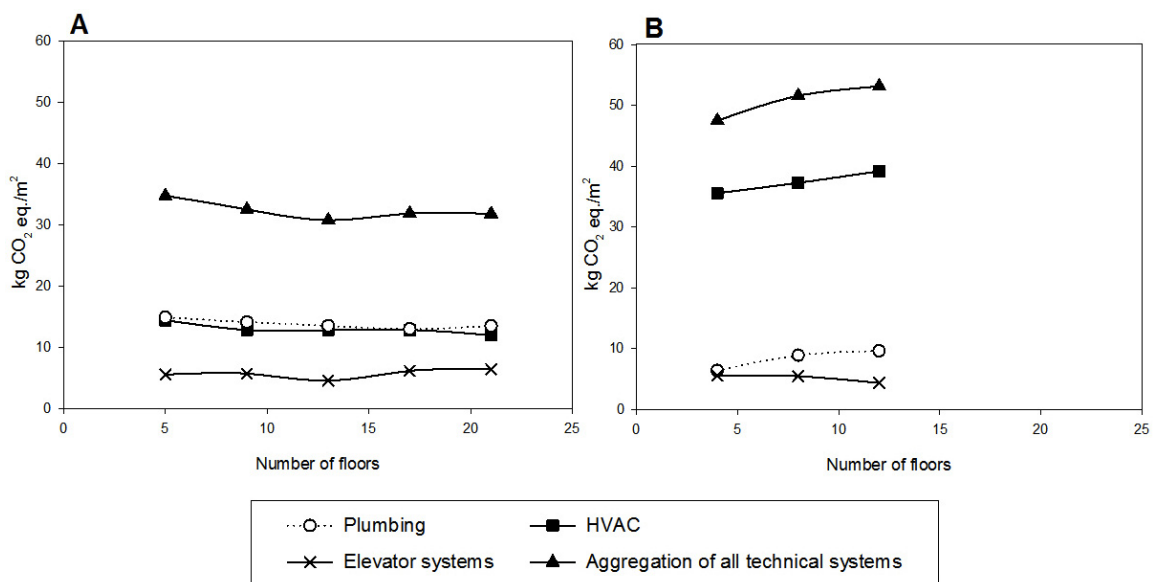 A
60
50
40
30
20
10
0
kg CO₂ eq./m²
0 5 10 15 20 25
Number of floors
B
60
50
40
30
20
10
0
kg CO₂ eq./m²
0 5 10 15 20 25
Number of floors
Plumbing HVAC
Elevator systems Aggregation of all technical systems